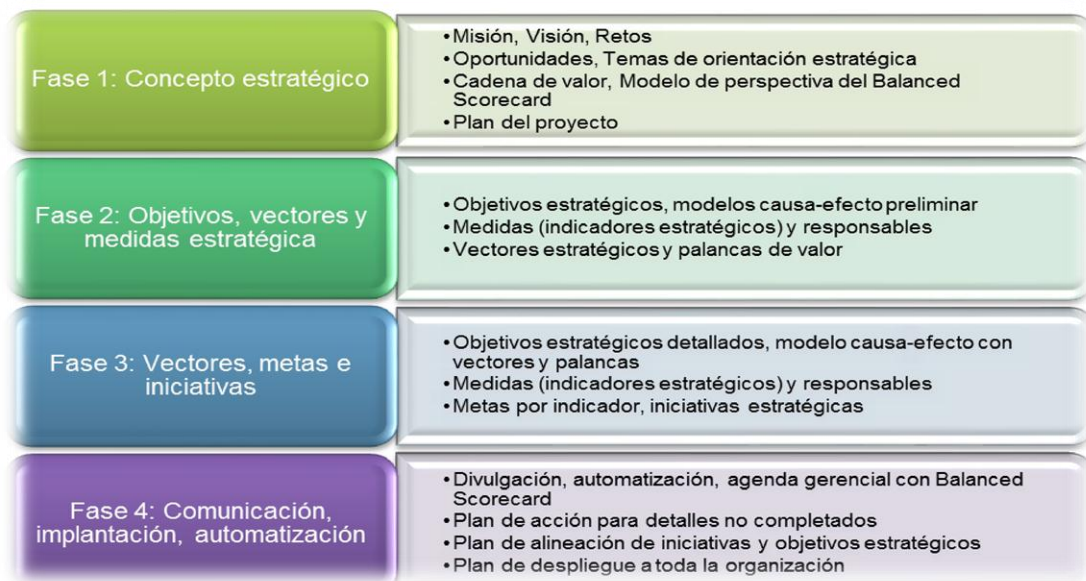 Fase 1: Concepto estratégico
•Misión, Visión, Retos
•Oportunidades, Temas de orientación estratégica
•Cadena de valor, Modelo de perspectiva del Balanced
Scorecard
•Plan del proyecto
Fase 2: Objetivos, vectores y
medidas estratégica
•Objetivos estratégicos, modelos causa-efecto preliminar
•Medidas (indicadores estratégicos) y responsables
•Vectores estratégicos y palancas de valor
Fase 3: Vectores, metas e
iniciativas
•Objetivos estratégicos detallados, modelo causa-efecto con
vectores y palancas
•Medidas (indicadores estratégicos) y responsables
•Metas por indicador, iniciativas estratégicas
Fase 4: Comunicación,
implantación, automatización
•Divulgación, automatización, agenda gerencial con Balanced
Scorecard
•Plan de acción para detalles no completados
•Plan de alineación de iniciativas y objetivos estratégicos
•Plan de despliegue a toda la organización